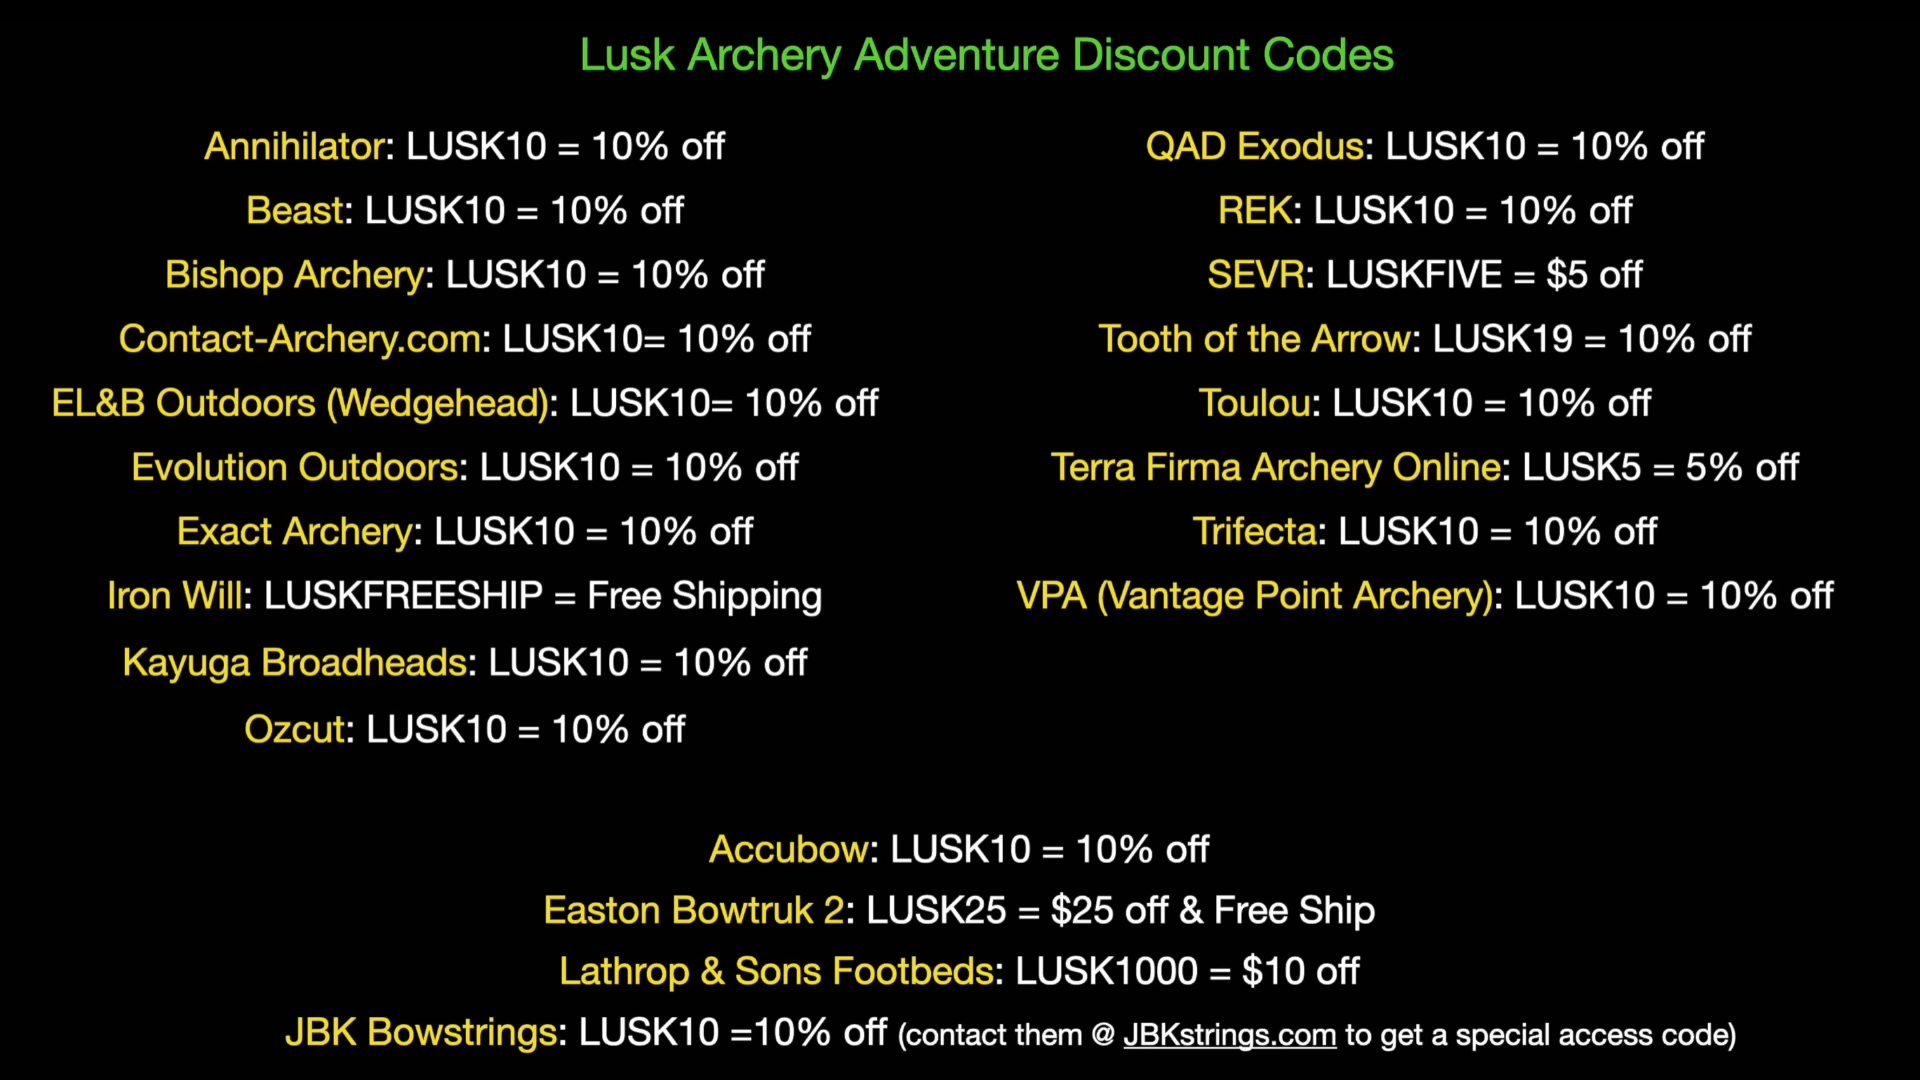 Lusk Archery Adventure Discount Codes
Annihilator: LUSK10 = 10% off
Beast: LUSK10 = 10% off
Bishop Archery: LUSK10 = 10% off
Contact-Archery.com: LUSK10= 10% off
EL&B Outdoors (Wedgehead): LUSK10= 10% off
Evolution Outdoors: LUSK10 = 10% off
Exact Archery: LUSK10 = 10% off
Iron Will: LUSKFREESHIP = Free Shipping
Kayuga Broadheads: LUSK10 = 10% off
Ozcut: LUSK10 = 10% off
QAD Exodus: LUSK10 = 10% off
REK: LUSK10 = 10% off
SEVR: LUSKFIVE = $5 off
Tooth of the Arrow: LUSK19 = 10% off
Toulou: LUSK10 = 10% off
Terra Firma Archery Online: LUSK5 = 5% off
Trifecta: LUSK10 = 10% off
VPA (Vantage Point Archery): LUSK10 = 10% off
Accubow: LUSK10 = 10% off
Easton Bowtruk 2: LUSK25 = $25 off & Free Ship
Lathrop & Sons Footbeds: LUSK1000 = $10 off
JBK Bowstrings: LUSK10 =10% off (contact them @ JBKstrings.com to get a special access code)